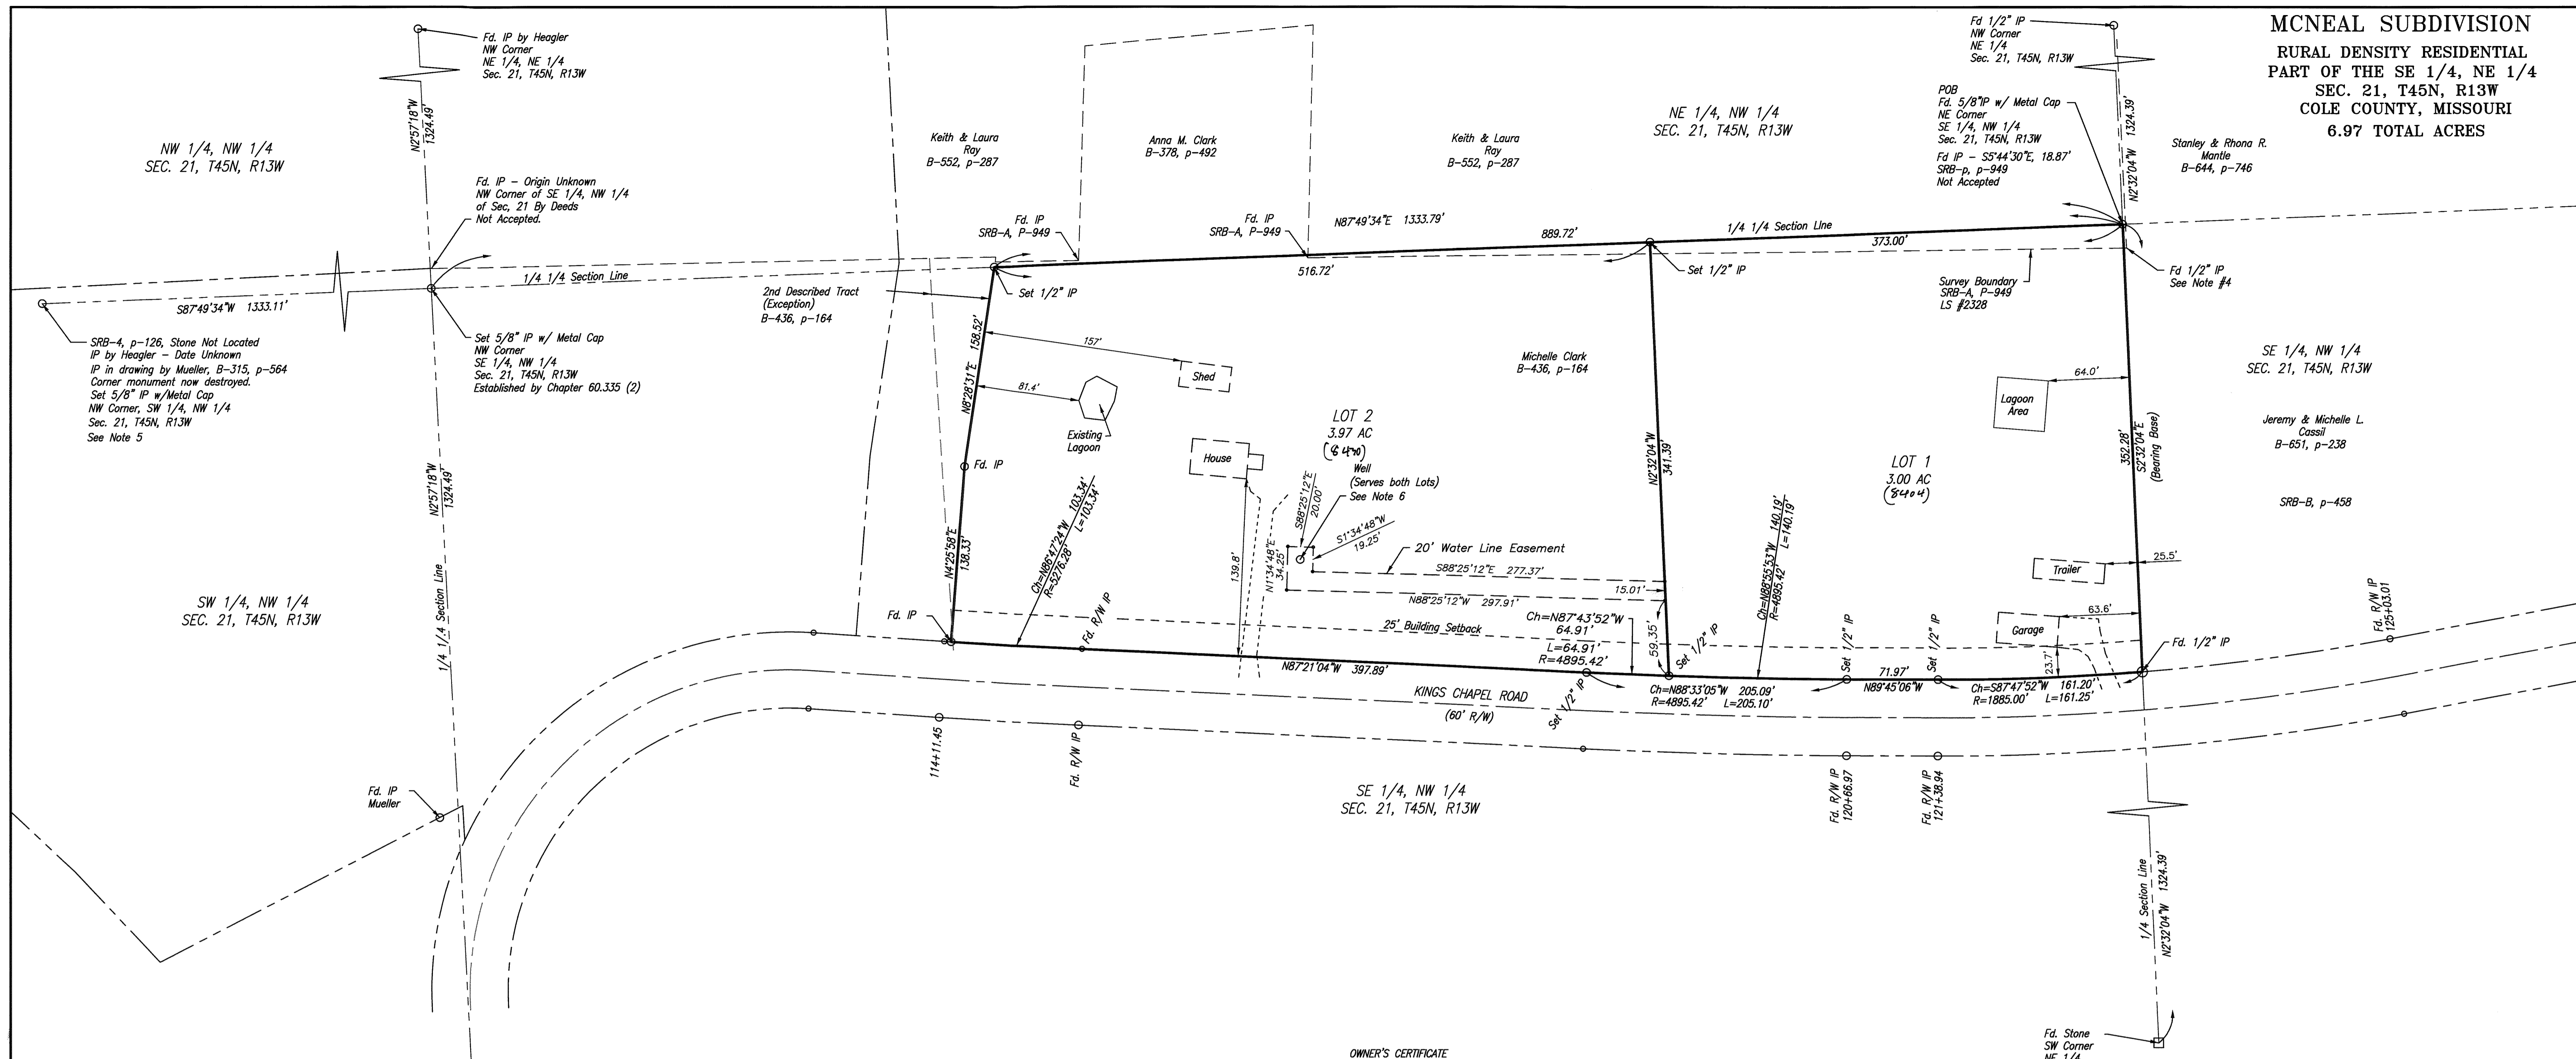 MCNEAL SUBDIVISION
RURAL DENSITY RESIDENTIAL
PART OF THE SE 1/4, NE 1/4
SEC. 21, T45N, R13W
COLE COUNTY, MISSOURI
6.97 TOTAL ACRES
Fd. IP by Heagler
NW Corner
NE 1/4, NE 1/4
Sec. 21, T45N, R13W
N2°57'18"W
1324.49'
NW 1/4, NW 1/4
SEC. 21, T45N, R13W
Fd. IP - Origin Unknown
NW Corner of SE 1/4, NW 1/4
of Sec, 21 By Deeds
Not Accepted.
1/4 1/4 Section Line
S87°49'34"W 1333.11'
SRB-4, p-126, Stone Not Located
IP by Heagler - Date Unknown
IP in drawing by Mueller, B-315, p-564
Corner monument now destroyed.
Set 5/8" IP w/Metal Cap
NW Corner, SW 1/4, NW 1/4
Sec. 21, T45N, R13W
See Note 5
Set 5/8" IP w/ Metal Cap
NW Corner
SE 1/4, NW 1/4
Sec. 21, T45N, R13W
Established by Chapter 60.335 (2)
N2°57'18"W
1324.49'
1/4 1/4 Section Line
SW 1/4, NW 1/4
SEC. 21, T45N, R13W
Fd. IP
Mueller
Keith & Laura
Ray
B-552, p-287
Anna M. Clark
B-378, p-492
Keith & Laura
Ray
B-552, p-287
NE 1/4, NW 1/4
SEC. 21, T45N, R13W
Fd 1/2" IP
NW Corner
NE 1/4
Sec. 21, T45N, R13W
POB
Fd. 5/8"IP w/ Metal Cap
NE Corner
SE 1/4, NW 1/4
Sec. 21, T45N, R13W
Fd IP - S5°44'30"E, 18.87'
SRB-p, p-949
Not Accepted
N2°32'04"W 1324.39'
Stanley & Rhona R.
Mantle
B-644, p-746
Fd. IP
SRB-A, P-949
Fd. IP
SRB-A, P-949
N87°49'34"E 1333.79'
889.72'
1/4 1/4 Section Line
373.00'
516.72'
Set 1/2" IP
Set 1/2" IP
Survey Boundary
SRB-A, P-949
LS #2328
Fd 1/2" IP
See Note #4
2nd Described Tract
(Exception)
B-436, p-164
N8°28'31"E 158.52'
157'
Shed
81.4'
Existing
Lagoon
Fd. IP
House
Michelle Clark
B-436, p-164
LOT 2
3.97 AC
(8420)
Well
(Serves both Lots)
See Note 6
S88°25'12"E
20.00'
S1°34'48"W
19.25'
20' Water Line Easement
S88°25'12"E 277.37'
N1°34'48"E
34.25'
N88°25'12"W 297.91'
15.01'
N2°32'04"W
341.39'
LOT 1
3.00 AC
(8404)
Lagoon
Area
64.0'
352.28'
S2°32'04"E
(Bearing Base)
SE 1/4, NW 1/4
SEC. 21, T45N, R13W
Jeremy & Michelle L.
Cassil
B-651, p-238
SRB-B, p-458
N4°25'58"E
138.33'
Ch=N86°47'24"W 103.34'
R=5276.28' L=103.34'
139.8'
Fd. IP
Fd. R/W IP
25' Building Setback
Ch=N87°43'52"W
64.91'
L=64.91'
R=4895.42'
59.35'
Set 1/2" IP
Ch=N88°55'53"W 140.19'
R=4895.42' L=140.19'
Set 1/2" IP
Set 1/2" IP
Trailer
25.5'
63.6'
Garage
23.7'
Fd. 1/2" IP
Fd. R/W IP
125+03.01
N87°21'04"W 397.89'
Set 1/2" IP
Ch=N88°33'05"W 205.09'
R=4895.42' L=205.10'
71.97'
N89°45'06"W
Ch=S87°47'52"W 161.20'
R=1885.00' L=161.25'
KINGS CHAPEL ROAD
(60' R/W)
114+11.45
Fd. R/W IP
Fd. R/W IP
120+66.97
Fd. R/W IP
121+38.94
SE 1/4, NW 1/4
SEC. 21, T45N, R13W
1/4 Section Line
N2°32'04"W 1324.39'
Fd. Stone
SW Corner
NE 1/4
OWNER'S CERTIFICATE